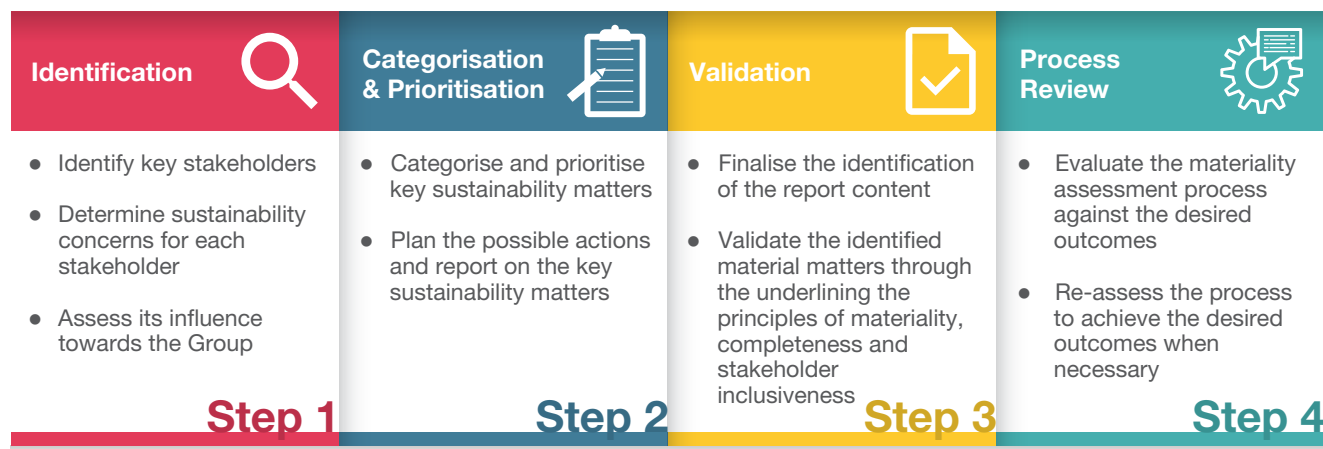 Identification
● Identify key stakeholders
● Determine sustainability
concerns for each
stakeholder
● Assess its influence
towards the Group
Step 1
Categorisation
& Prioritisation
● Categorise and prioritise
key sustainability matters
● Plan the possible actions
and report on the key
sustainability matters
Step 2
Validation
● Finalise the identification
of the report content
● Validate the identified
material matters through
the underlining the
principles of materiality,
completeness and
stakeholder
inclusiveness
Step 3
Process
Review
● Evaluate the materiality
assessment process
against the desired
outcomes
● Re-assess the process
to achieve the desired
outcomes when
necessary
Step 4